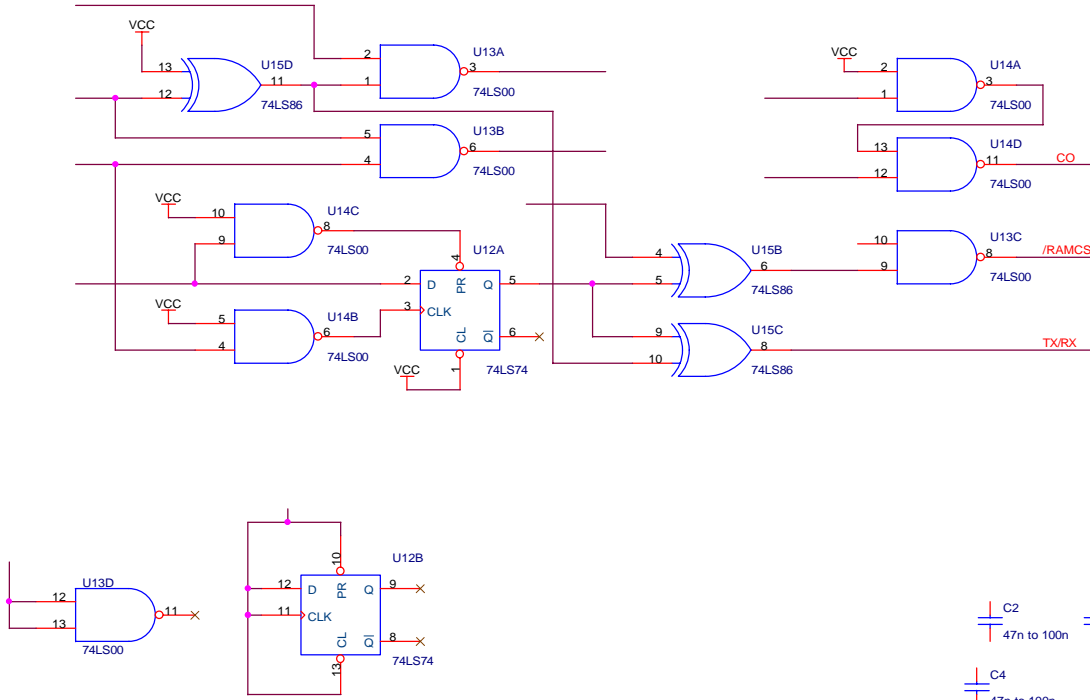 VCC
13
12
U15D
11
74LS86
2
1
U13A
3
74LS00
VCC
2
1
U14A
3
74LS00
5
4
U13B
6
74LS00
13
12
U14D
11
74LS00
CO
VCC
10
9
U14C
8
74LS00
U12A
4
2
D
PR
Q
5
3
CLK
CL
Q|
6
1
74LS74
VCC
VCC
5
4
U14B
6
74LS00
4
5
U15B
6
74LS86
10
9
U13C
8
74LS00
/RAMCS
9
10
U15C
8
74LS86
TX/RX
12
13
U13D
11
74LS00
10
U12B
12
D
PR
Q
9
11
CLK
CL
Q|
8
13
74LS74
C2
47n to 100n
C4
47n to 100n